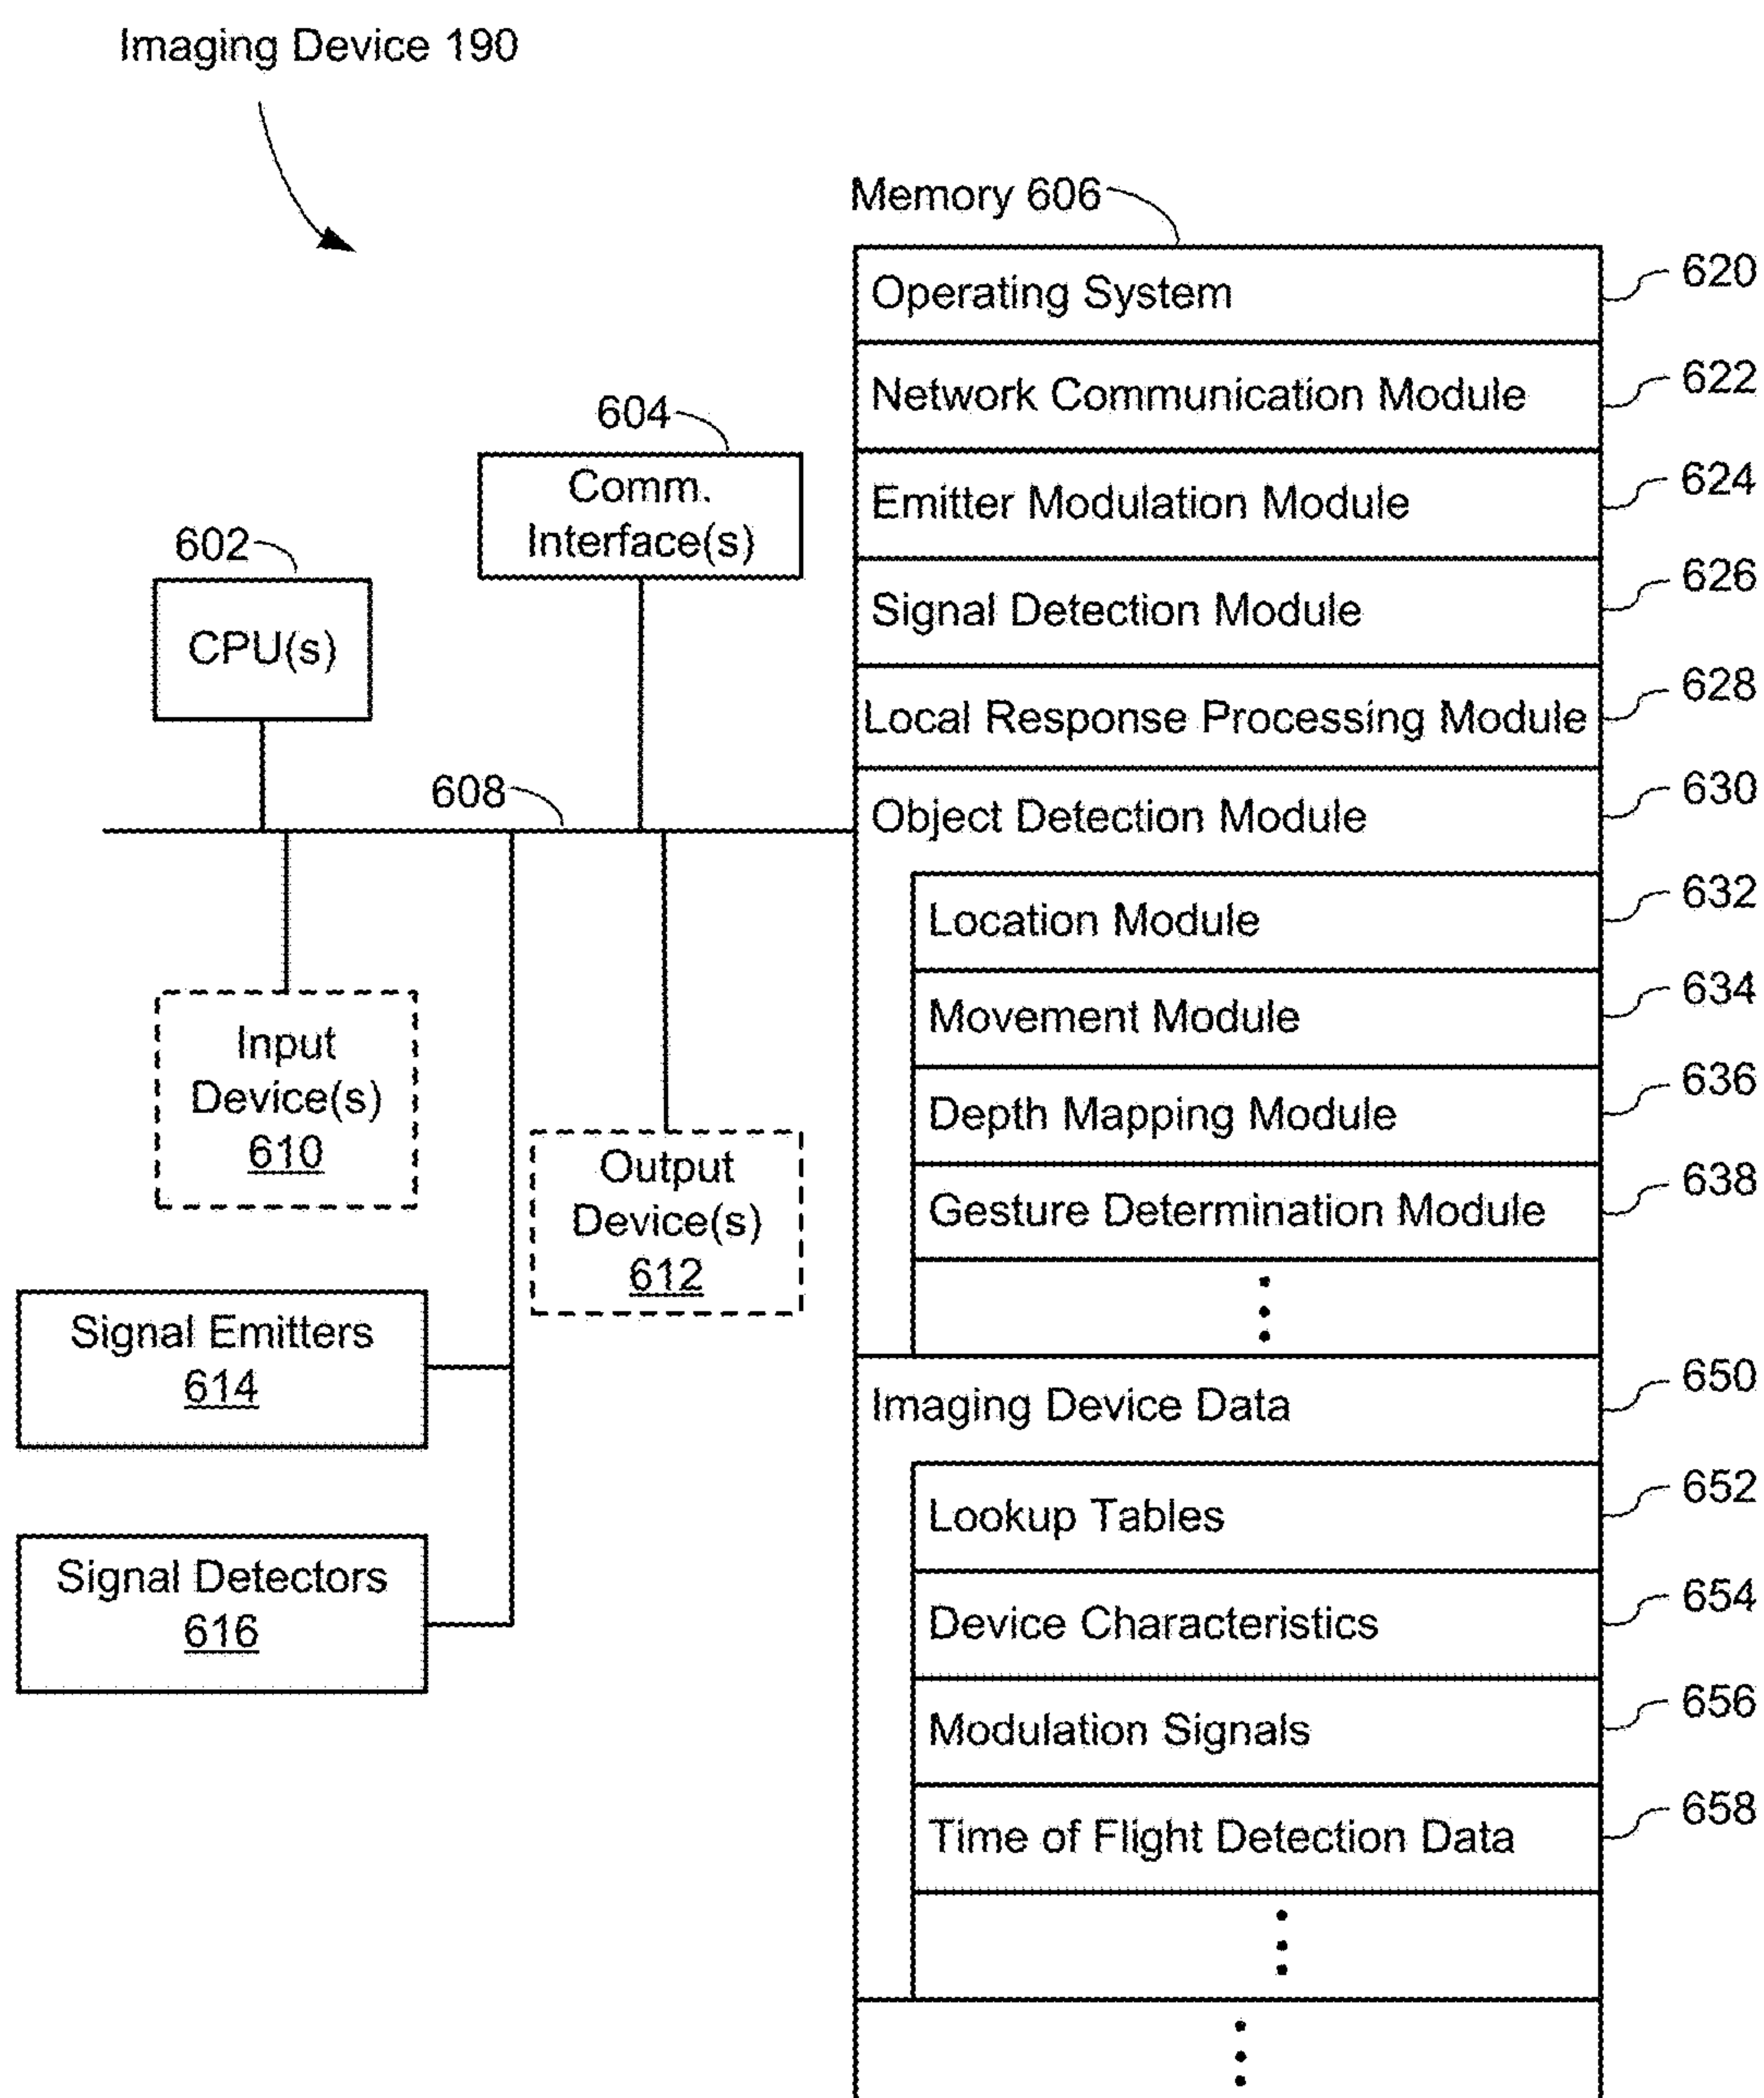 Imaging Device 190
Memory 606
Operating System
620
Network Communication Module
622
Emitter Modulation Module
624
Signal Detection Module
626
Local Response Processing Module
628
Object Detection Module
630
Location Module
632
Movement Module
634
Depth Mapping Module
636
Gesture Determination Module
638
Imaging Device Data
650
Lookup Tables
652
Device Characteristics
654
Modulation Signals
656
Time of Flight Detection Data
658
604
Comm.
Interface(s)
602
CPU(s)
608
Input
Device(s)
610
Output
Device(s)
612
Signal Emitters
614
Signal Detectors
616